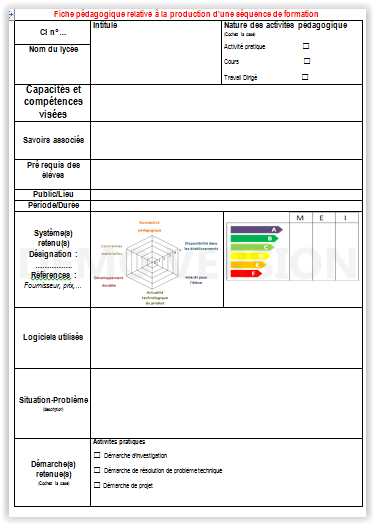 Fiche pédagogique relative à la production d'une séquence de formation
CI n°…
Nom du lycée
Intitulé
Nature des activités pédagogique
(Cochez la case)
Activité pratique ☐
Cours ☐
Travail Dirigé ☐
Capacités et
compétences
visées
Savoirs associés
Pré requis des
élèves
Public/Lieu
Période/Durée
Système(s)
retenu(s)
Désignation :
Références :
Fournisseur, prix,…
pédagogique
Disponibilité dans
les établissements
Intérêt pour
l'élève
Actualité
technologique
du produit
Développement
durable
Contraintes
matérielles
M E I
A
B
C
D
E
F
Logiciels utilisés
Situation-Problème
(description)
Démarche(s)
retenue(s)
(Cochez la case)
Activités pratiques
☐ Démarche d'investigation
☐ Démarche de résolution de problème technique
☐ Démarche de projet